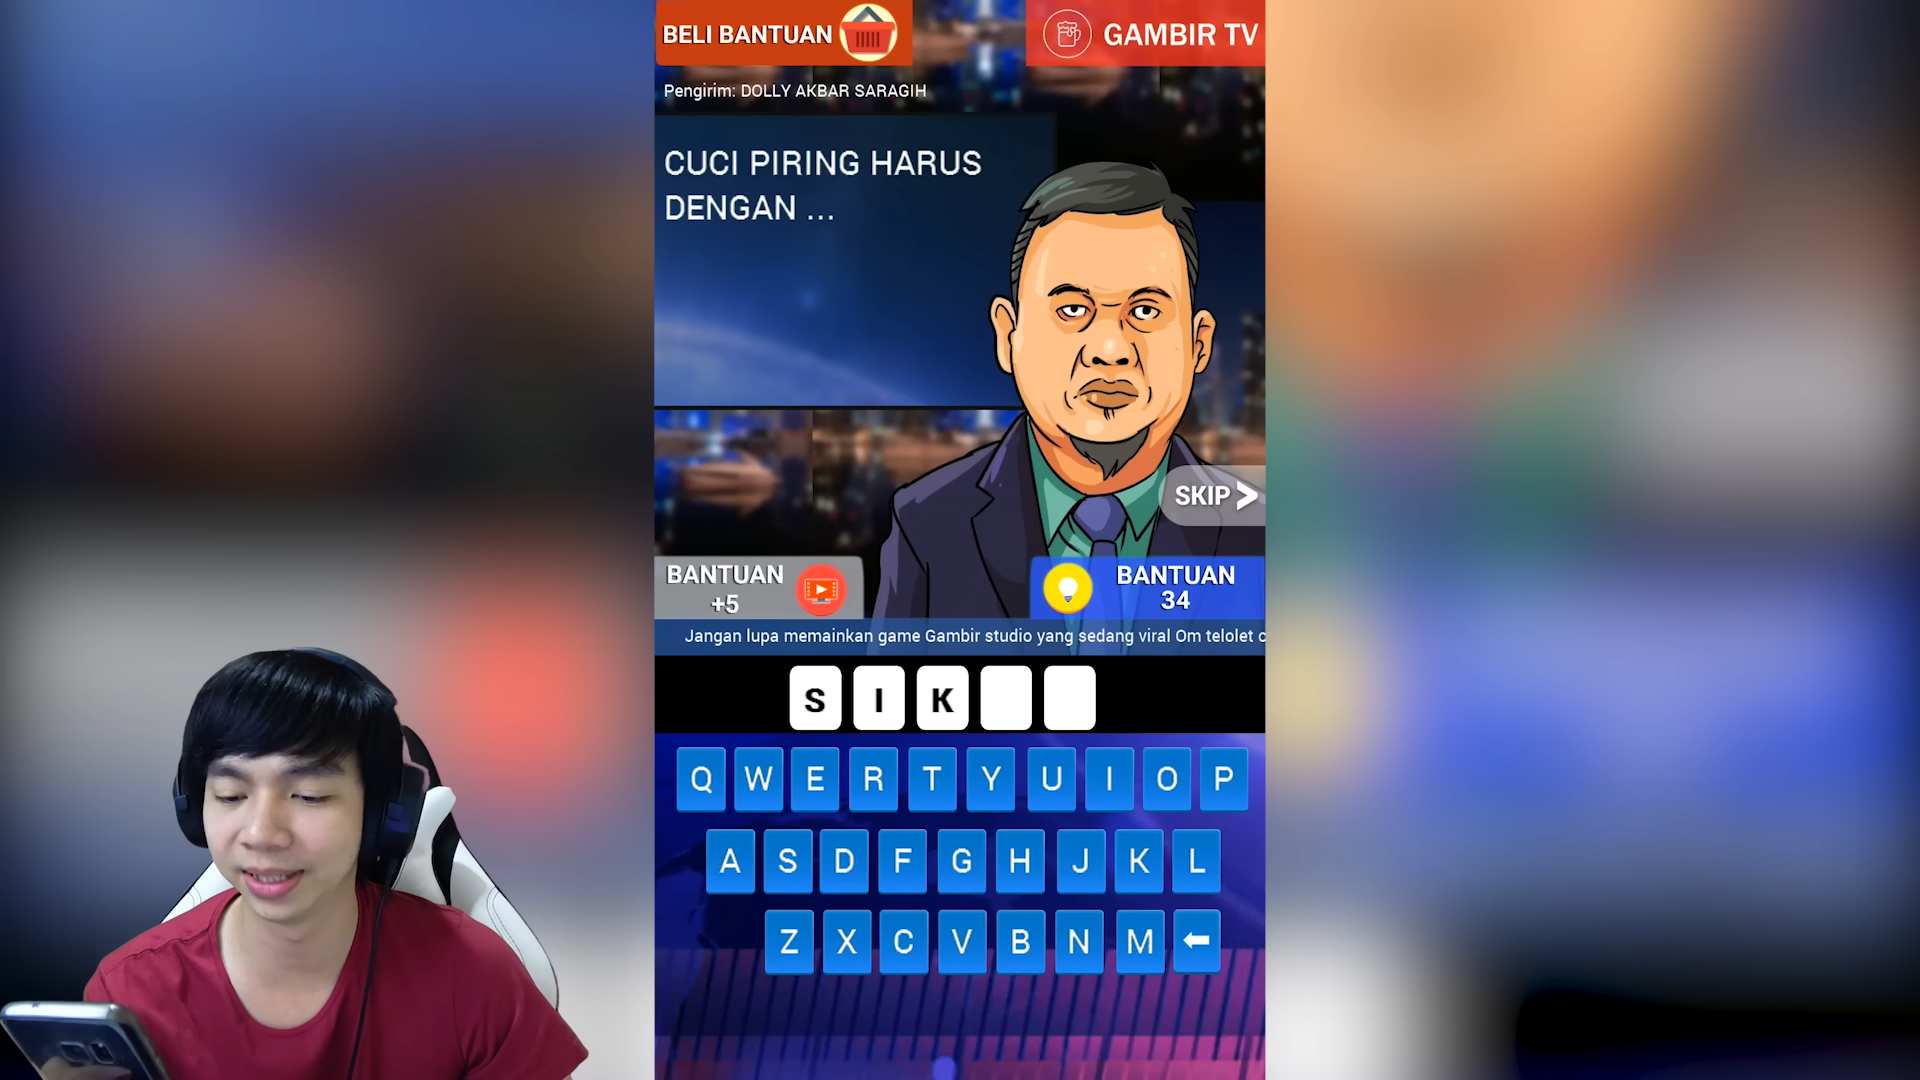 BELI BANTUAN
GAMBIR TV
Pengirim: DOLLY AKBAR SARAGIH
CUCI PIRING HARUS
DENGAN ...
SKIP
BANTUAN
+5
BANTUAN
34
Jangan lupa memainkan game Gambir studio yang sedang viral Om telolet
S I K
Q W E R T Y U I O P
A S D F G H J K L
Z X C V B N M